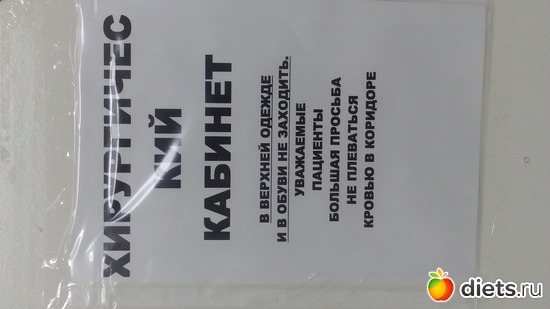 ХИРУРГИЧЕС
КИЙ
КАБИНЕТ
В ВЕРХНЕЙ ОДЕЖДЕ
И В ОБУВИ НЕ ЗАХОДИТЬ.
УВАЖАЕМЫЕ
ПАЦИЕНТЫ
БОЛЬШАЯ ПРОСЬБА
НЕ ПЛЕВАТЬСЯ
КРОВЬЮ В КОРИДОРЕ
diets.ru